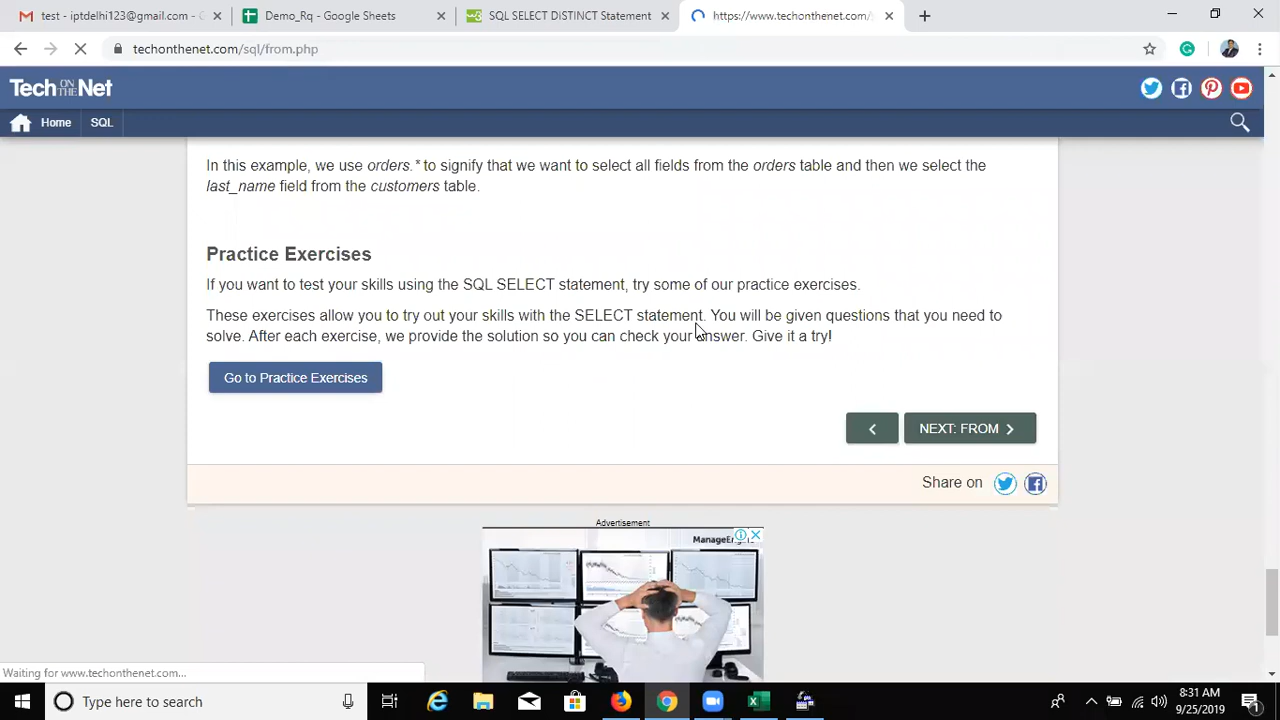 test - iptdelhi123@gmail.com - G
Demo_Rq - Google Sheets
SQL SELECT DISTINCT Statement
https://www.techonthenet.com/
techonthenet.com/sql/from.php
Tech ON THE Net
Home
SQL
In this example, we use orders.* to signify that we want to select all fields from the orders table and then we select the
last_name field from the customers table.
Practice Exercises
If you want to test your skills using the SQL SELECT statement, try some of our practice exercises.
These exercises allow you to try out your skills with the SELECT statement. You will be given questions that you need to
solve. After each exercise, we provide the solution so you can check your answer. Give it a try!
Go to Practice Exercises
NEXT: FROM
Share on
Advertisement
Waiting for www.techonthenet.com...
Type here to search
8:31 AM
9/25/2019